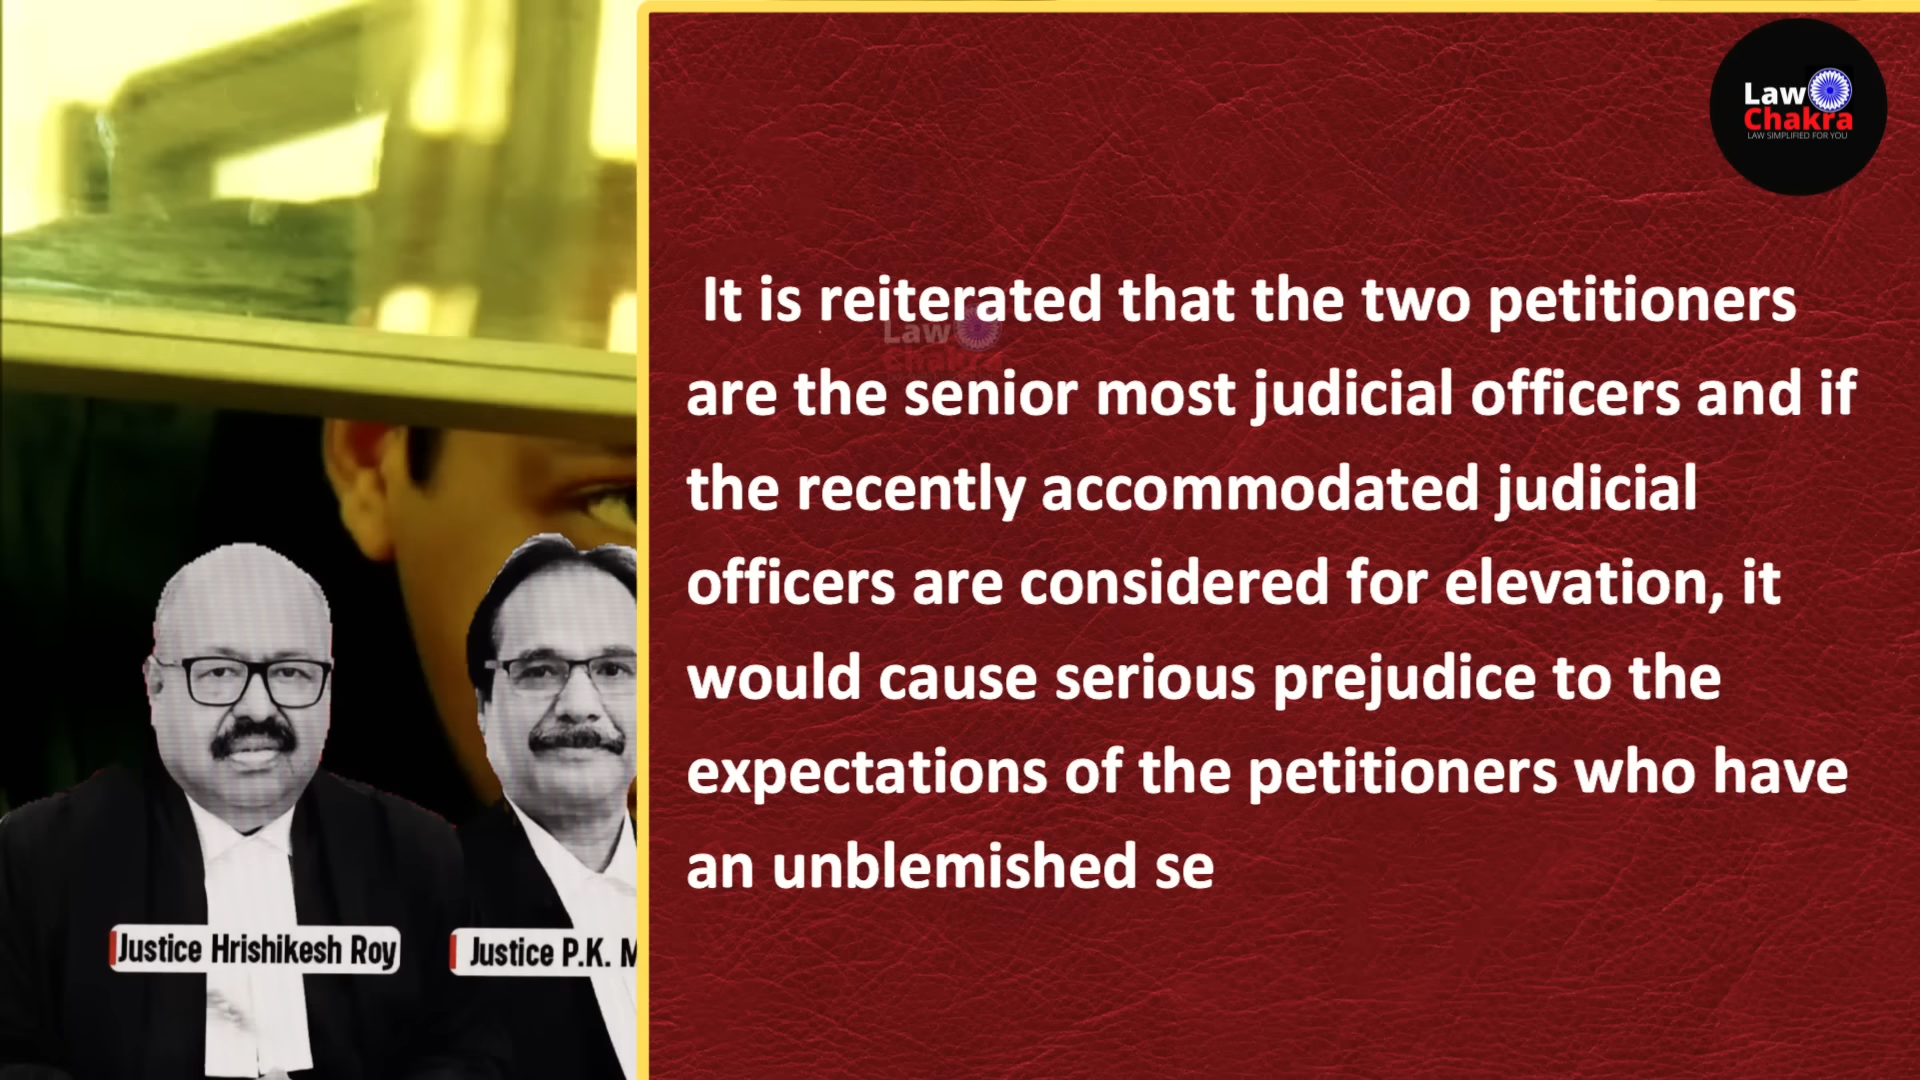 Law
Chakra
LAW SIMPLIFIED FOR YOU
It is reiterated that the two petitioners
are the senior most judicial officers and if
the recently accommodated judicial
officers are considered for elevation, it
would cause serious prejudice to the
expectations of the petitioners who have
an unblemished se
Law
Chakra
Justice Hrishikesh Roy
Justice P.K. M